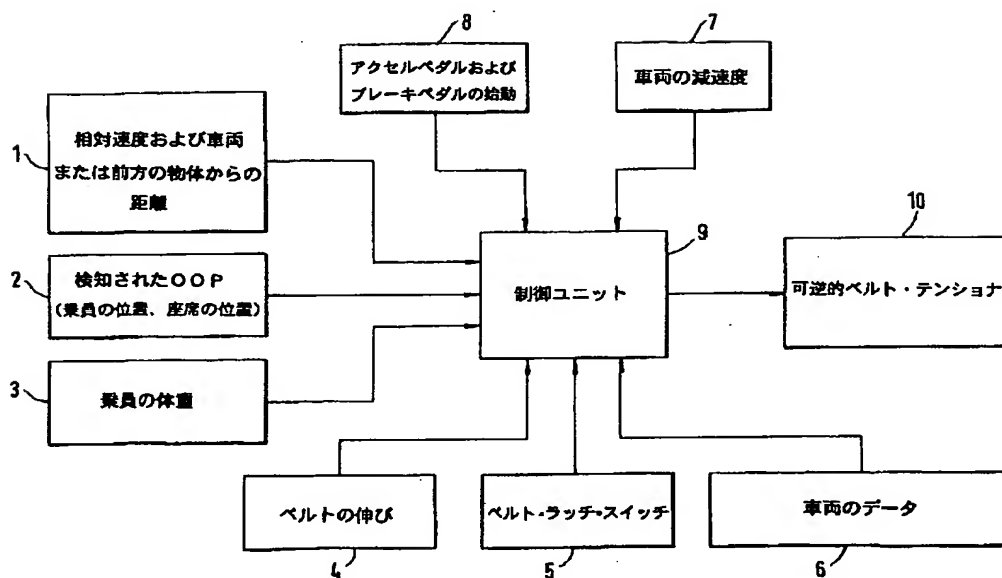 8
アクセルペダルおよび
ブレーキペダルの始動
7
車両の減速度
1
相対速度および車両
または前方の物体からの
距離
2
検知されたOOP
(乗員の位置、座席の位置)
3
乗員の体重
9
制御ユニット
10
可逆的ベルト・テンショナ
ベルトの伸び
4
ベルト・ラッチ・スイッチ
5
車両のデータ
6